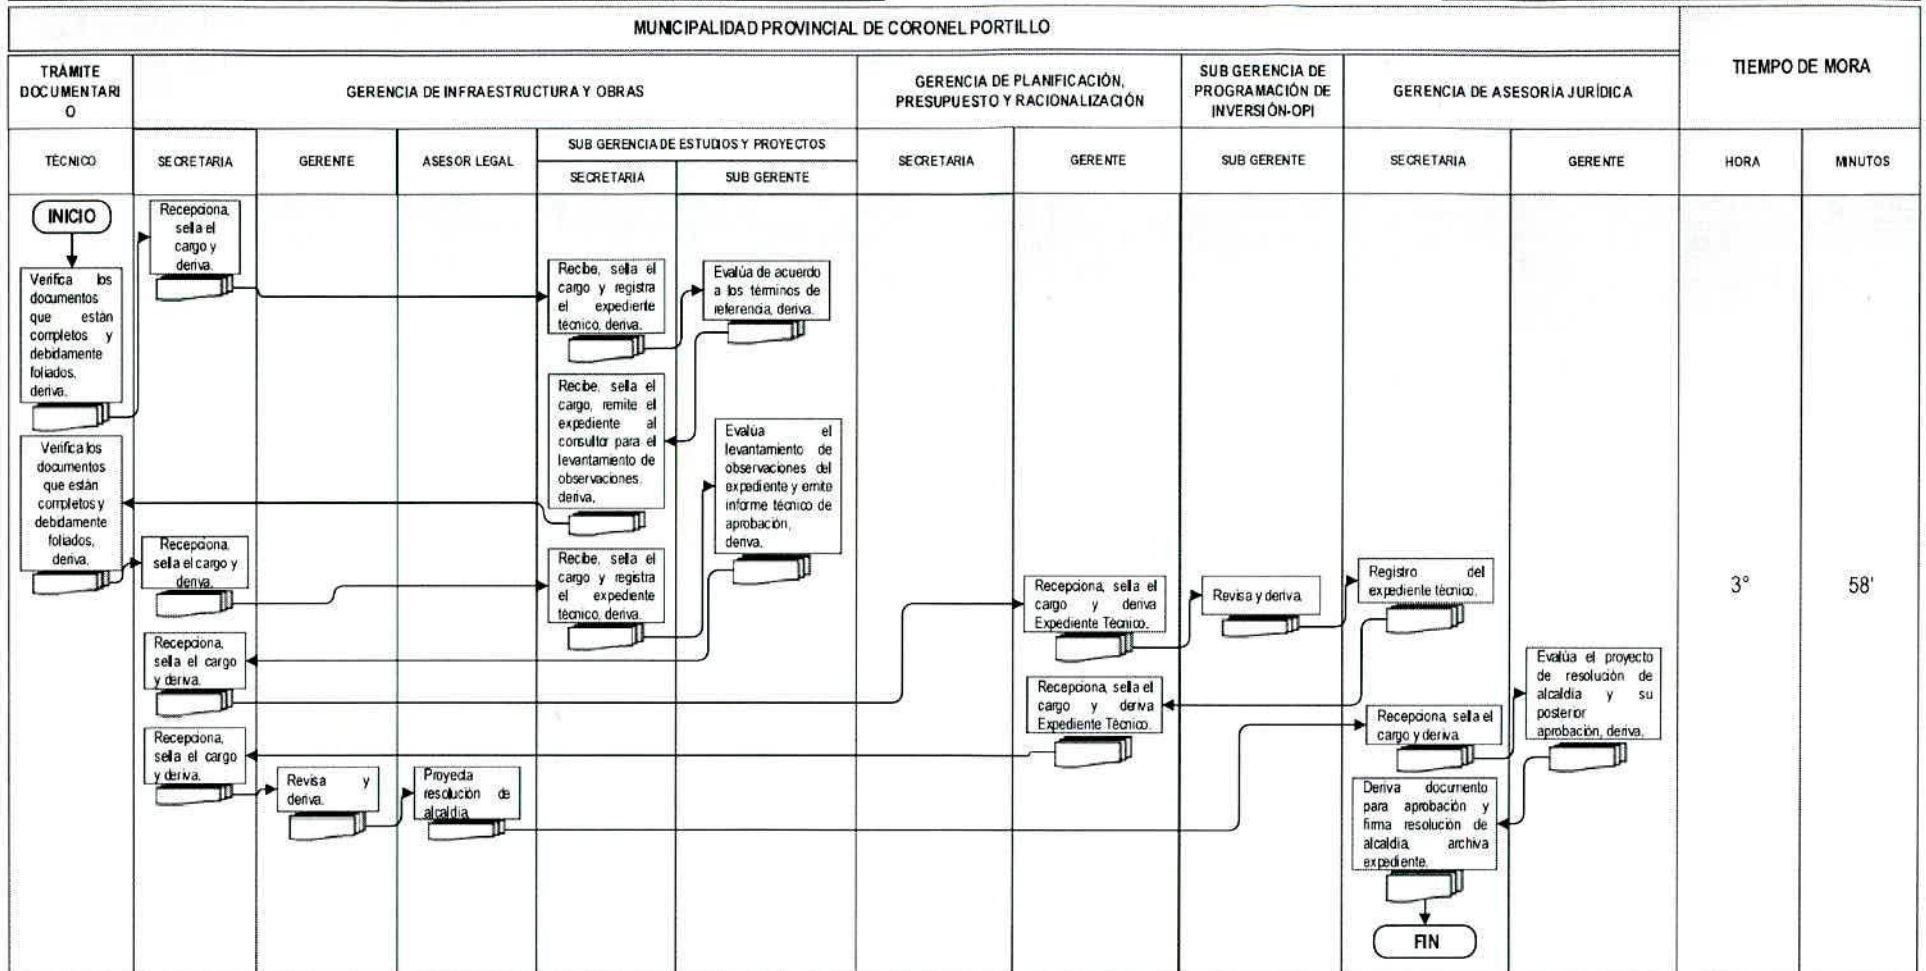 MUNICIPALIDAD PROVINCIAL DE CORONEL PORTILLO
TIEMPO DE MORA
TRÁMITE
DOCUMENTARI
O
GERENCIA DE INFRAESTRUCTURA Y OBRAS
GERENCIA DE PLANIFICACIÓN,
PRESUPUESTO Y RACIONALIZACIÓN
SUB GERENCIA DE
PROGRAMACIÓN DE
INVERSIÓN-OPI
GERENCIA DE ASESORÍA JURÍDICA
TÉCNICO
SECRETARIA
GERENTE
ASESOR LEGAL
SUB GERENCIA DE ESTUDIOS Y PROYECTOS
SECRETARIA
SUB GERENTE
SECRETARIA
GERENTE
SUB GERENTE
SECRETARIA
GERENTE
HORA
MINUTOS
INICIO
Verifica los
documentos
que están
completos y
debidamente
foliados,
deriva.
Recepciona,
sella el
cargo y
deriva.
Recibe, sella el
cargo y registra
el expediente
técnico, deriva.
Evalúa de acuerdo
a los términos de
referencia, deriva.
Recibe, sella el
cargo, remite el
expediente al
consultor para el
levantamiento de
observaciones,
deriva,
Verifica los
documentos
que están
completos y
debidamente
foliados,
deriva,
Recepciona,
sella el cargo y
deriva.
Recibe, sella el
cargo y registra
el expediente
técnico, deriva.
Evalúa el
levantamiento de
observaciones del
expediente y emite
informe técnico de
aprobación,
deriva,
Recepciona,
sella el cargo
y deriva.
Recepciona, sella el
cargo y deriva
Expediente Técnico.
Revisa y deriva.
Registro del
expediente técnico.
Recepciona, sella el
cargo y deriva
Expediente Técnico.
Recepciona,
sella el cargo
y deriva.
Revisa y
deriva.
Proyecta
resolución de
alcaldia
Recepciona, sella el
cargo y deriva
Evalúa el proyecto
de resolución de
alcaldía y su
posterior
aprobación, deriva,
Deriva documento
para aprobación y
firma resolución de
alcaldia, archiva
expediente.
FIN
3°
58'